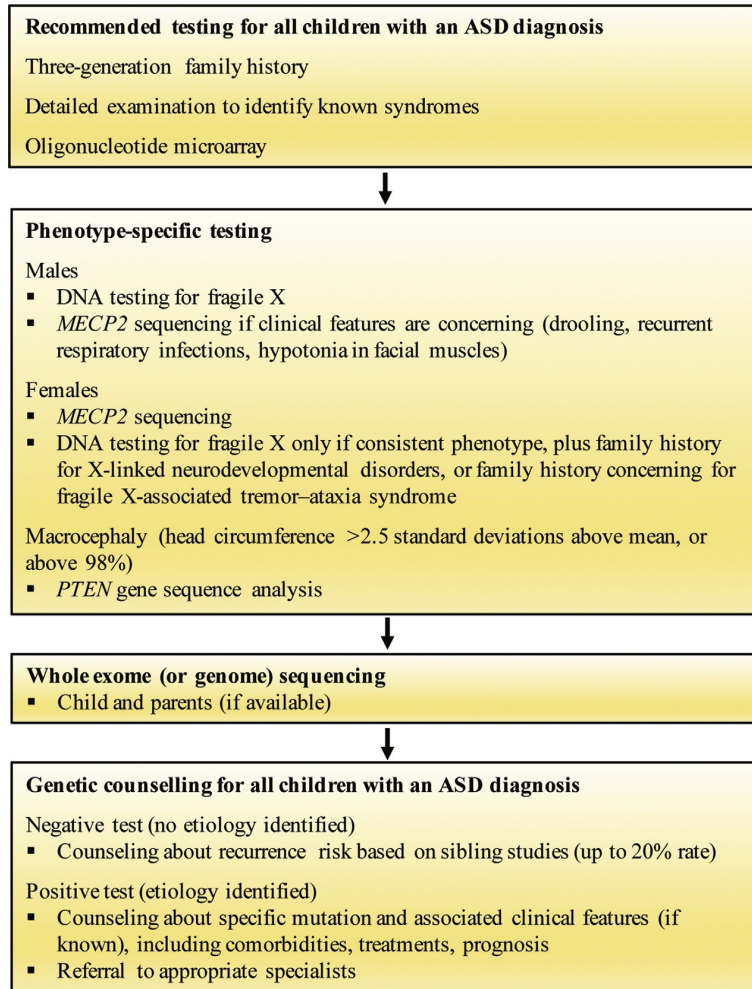 Recommended testing for all children with an ASD diagnosis
Three-generation family history
Detailed examination to identify known syndromes
Oligonucleotide microarray
Phenotype-specific testing
Males
▪ DNA testing for fragile X
▪ MECP2 sequencing if clinical features are concerning (drooling, recurrent
respiratory infections, hypotonia in facial muscles)
Females
▪ MECP2 sequencing
▪ DNA testing for fragile X only if consistent phenotype, plus family history
for X-linked neurodevelopmental disorders, or family history concerning for
fragile X-associated tremor–ataxia syndrome
Macrocephaly (head circumference >2.5 standard deviations above mean, or
above 98%)
▪ PTEN gene sequence analysis
Whole exome (or genome) sequencing
▪ Child and parents (if available)
Genetic counselling for all children with an ASD diagnosis
Negative test (no etiology identified)
▪ Counseling about recurrence risk based on sibling studies (up to 20% rate)
Positive test (etiology identified)
▪ Counseling about specific mutation and associated clinical features (if
known), including comorbidities, treatments, prognosis
▪ Referral to appropriate specialists